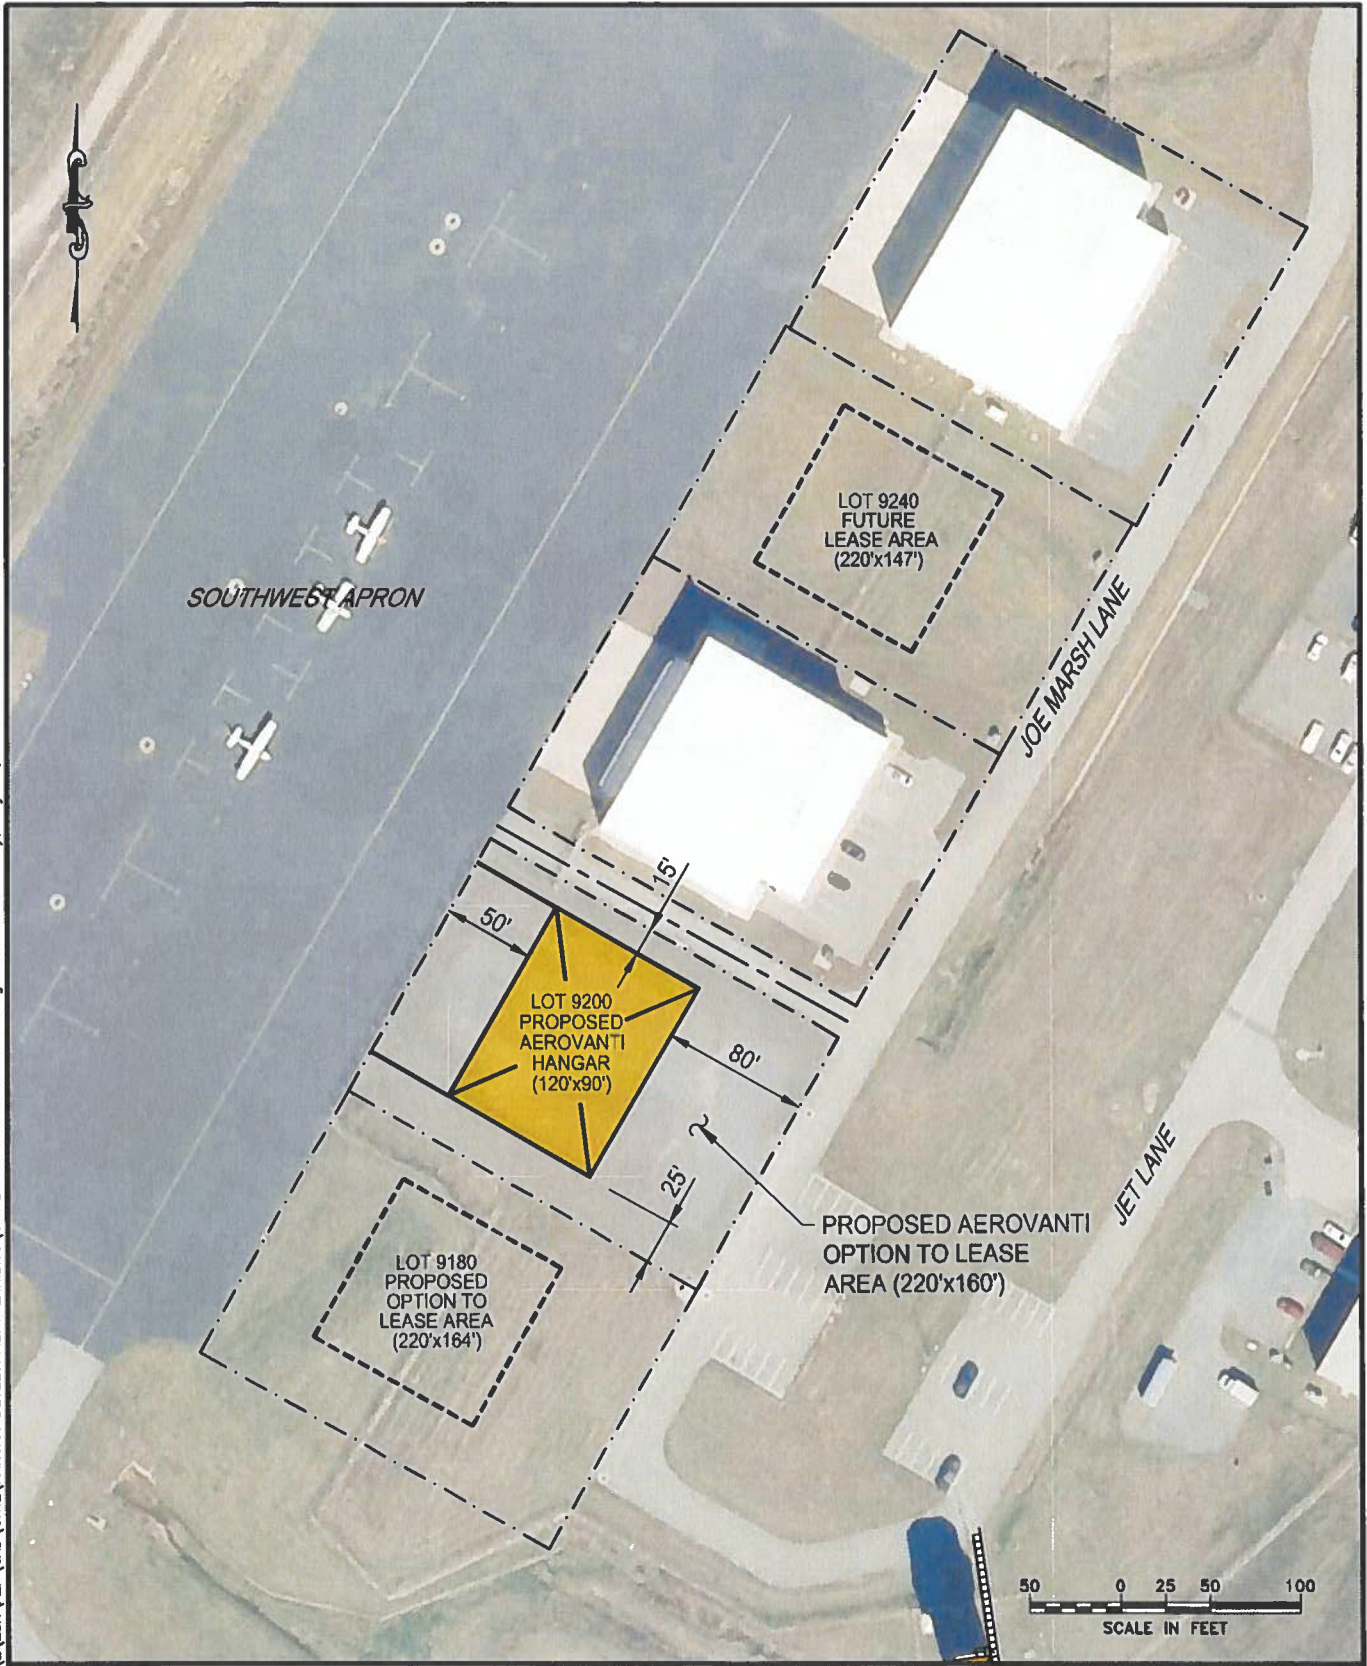 LOT 9240
FUTURE
LEASE AREA
(220'x147')
SOUTHWEST APRON
JOE MARSH LANE
15'
50'
LOT 9200
PROPOSED
AEROVANTI
HANGAR
(120'x90')
80'
25'
JET LANE
PROPOSED AEROVANTI
OPTION TO LEASE
AREA (220'x160')
LOT 9180
PROPOSED
OPTION TO
LEASE AREA
(220'x164')
50 0 25 50 100
SCALE IN FEET